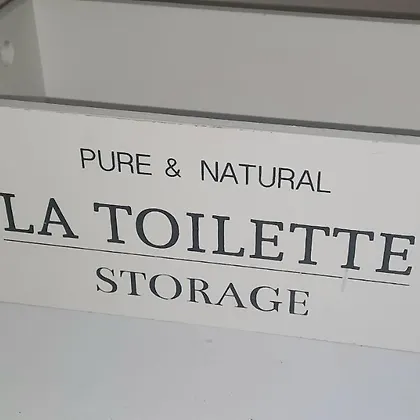 PURE & NATURAL
LA TOILETTE
STORAGE